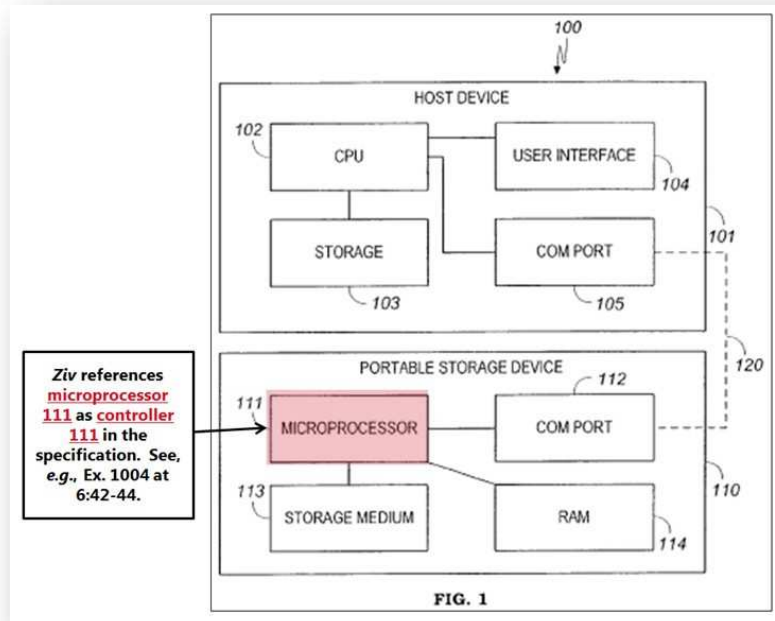 100
HOST DEVICE
102
CPU
USER INTERFACE
104
STORAGE
COM PORT
101
103
105
120
PORTABLE STORAGE DEVICE
112
111
MICROPROCESSOR
COM PORT
110
113
STORAGE MEDIUM
RAM
114
FIG. 1
Ziv references
microprocessor
111 as controller
111 in the
specification. See,
e.g., Ex. 1004 at
6:42-44.